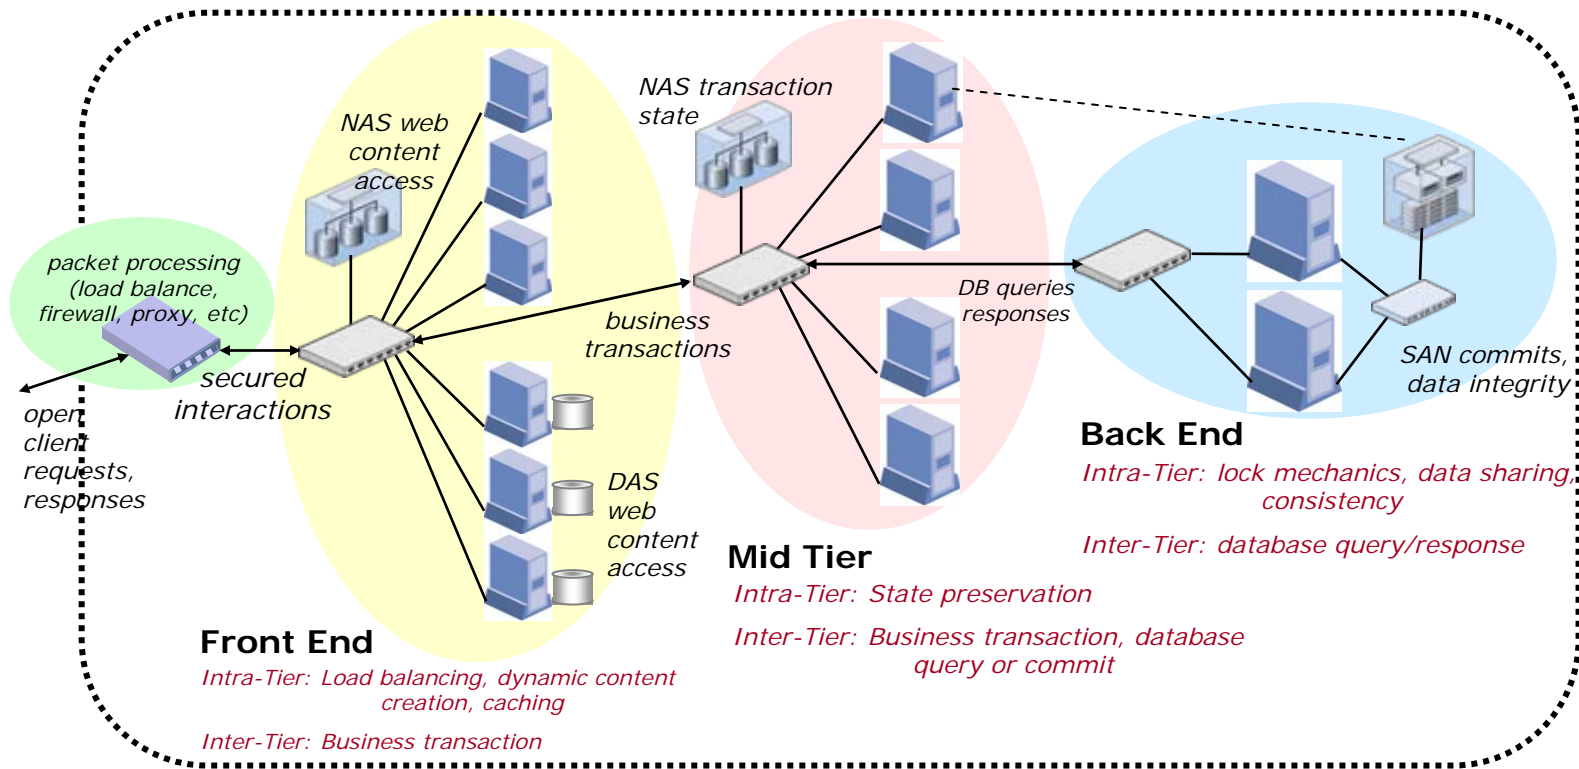 packet processing
(load balance,
firewall, proxy, etc)
open
client
requests,
responses
secured
interactions
NAS web
content
access
DAS
web
content
access
Front End
Intra-Tier: Load balancing, dynamic content
creation, caching
Inter-Tier: Business transaction
business
transactions
NAS transaction
state
Mid Tier
Intra-Tier: State preservation
Inter-Tier: Business transaction, database
query or commit
DB queries
responses
SAN commits,
data integrity
Back End
Intra-Tier: lock mechanics, data sharing,
consistency
Inter-Tier: database query/response